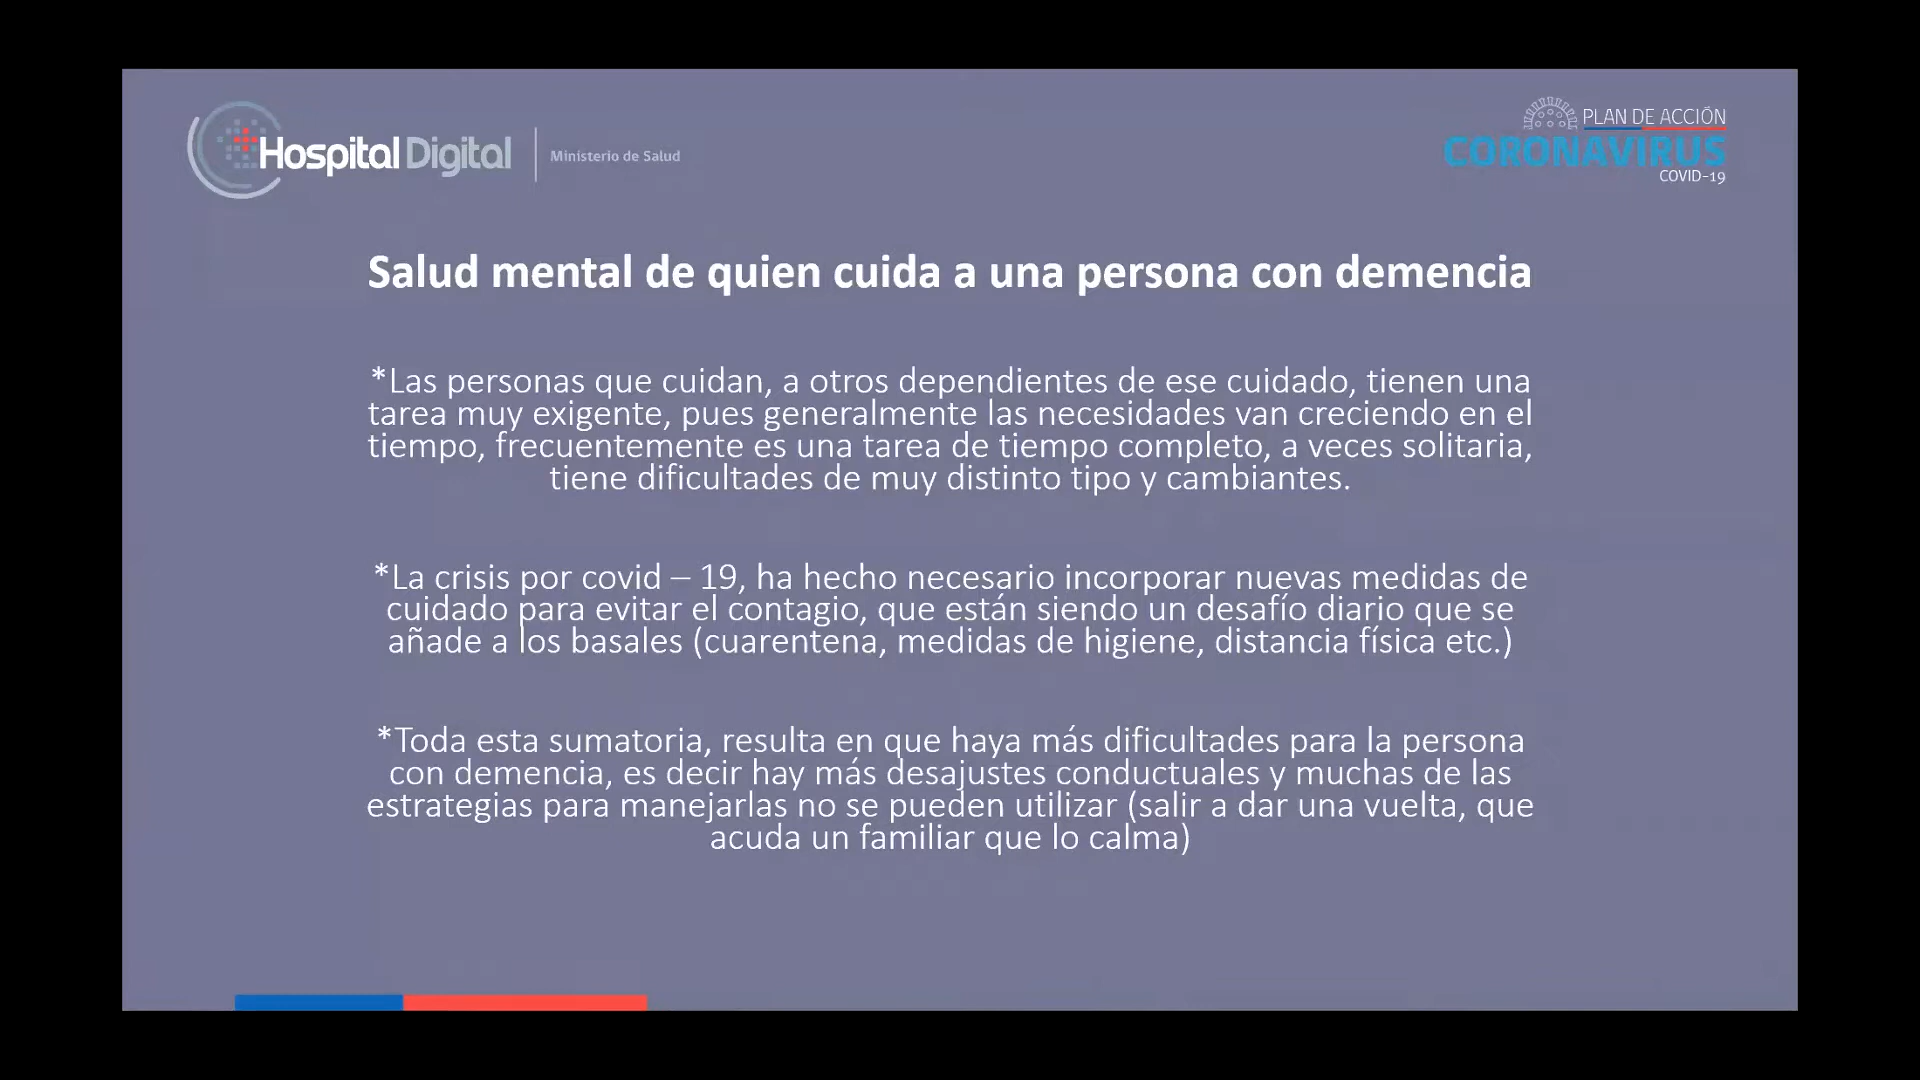 Hospital Digital
Ministerio de Salud
PLAN DE ACCIÓN
CORONAVIRUS
COVID-19
Salud mental de quien cuida a una persona con demencia
*Las personas que cuidan, a otros dependientes de ese cuidado, tienen una
tarea muy exigente, pues generalmente las necesidades van creciendo en el
tiempo, frecuentemente es una tarea de tiempo completo, a veces solitaria,
tiene dificultades de muy distinto tipo y cambiantes.
*La crisis por covid – 19, ha hecho necesario incorporar nuevas medidas de
cuidado para evitar el contagio, que están siendo un desafío diario que se
añade a los basales (cuarentena, medidas de higiene, distancia física etc.)
*Toda esta sumatoria, resulta en que haya más dificultades para la persona
con demencia, es decir hay más desajustes conductuales y muchas de las
estrategias para manejarlas no se pueden utilizar (salir a dar una vuelta, que
acuda un familiar que lo calma)